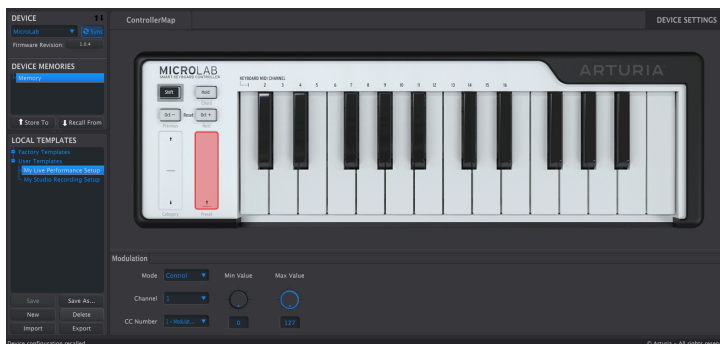 DEVICE
MicroLab
Sync
Firmware Revision: 1.0.4
DEVICE MEMORIES
Memory
Store To
Recall From
LOCAL TEMPLATES
Factory Templates
User Templates
My Live Performance Setup
My Studio Recording Setup
Save
Save As...
New
Delete
Import
Export
Device configuration recalled
ControllerMap
DEVICE SETTINGS
MICROLAB
SMART KEYBOARD CONTROLLER
KEYBOARD MIDI CHANNEL
1 2 3 4 5 6 7 8 9 10 11 12 13 14 15 16
ARTURIA
Shift
Hold
Chord
Oct −
Reset
Oct +
Previous
Next
Category
Preset
Modulation
Mode
Control
Min Value
Max Value
Channel
1
CC Number
0
127
© Arturia - All rights reser